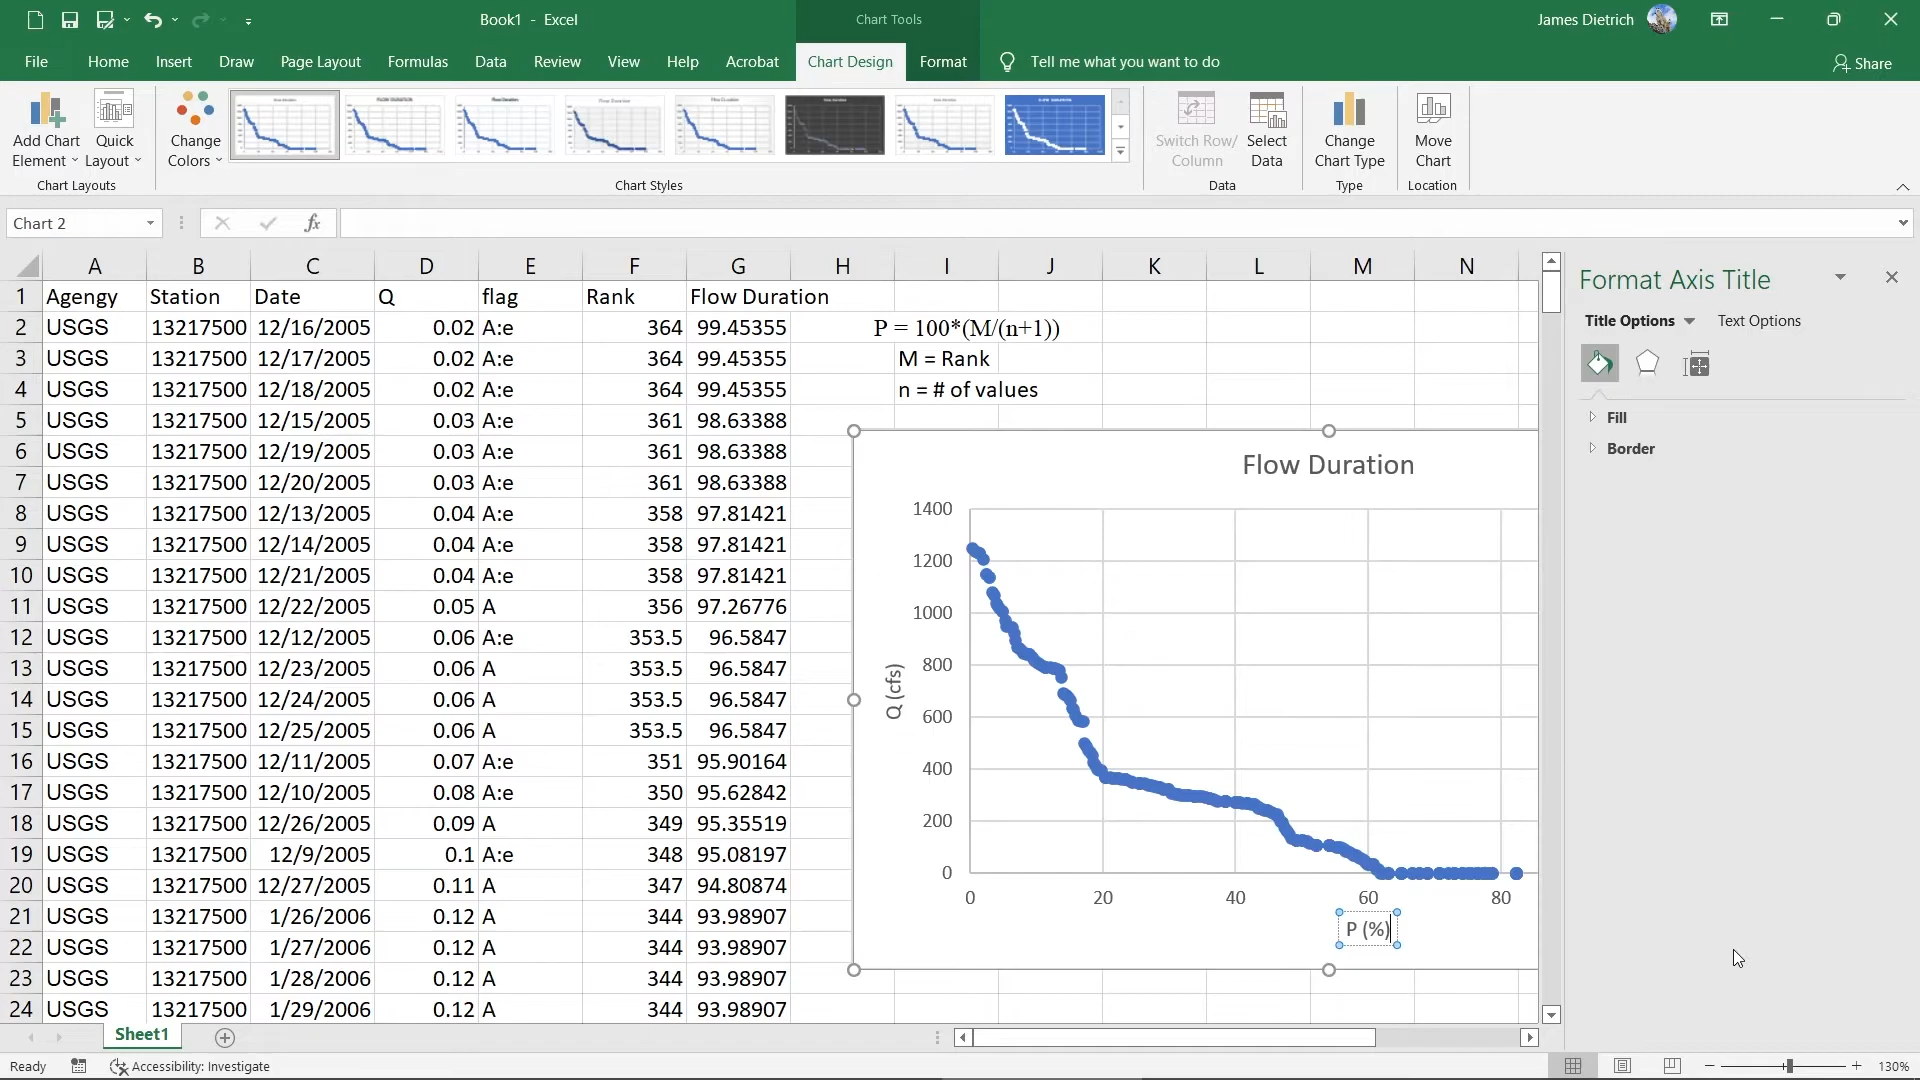 Book1 - Excel
Chart Tools
James Dietrich
File Home Insert Draw Page Layout Formulas Data Review View Help Acrobat Chart Design Format Tell me what you want to do Share
Add Chart Element
Quick Layout
Change Colors
Switch Row/ Column
Select Data
Change Chart Type
Move Chart
Chart Layouts Chart Styles Data Type Location
Chart 2 fx
A B C D E F G H I J K L M N
1 Agengy Station Date Q flag Rank Flow Duration
2 USGS 13217500 12/16/2005 0.02 A:e 364 99.45355 P = 100*(M/(n+1))
3 USGS 13217500 12/17/2005 0.02 A:e 364 99.45355 M = Rank
4 USGS 13217500 12/18/2005 0.02 A:e 364 99.45355 n = # of values
5 USGS 13217500 12/15/2005 0.03 A:e 361 98.63388
6 USGS 13217500 12/19/2005 0.03 A:e 361 98.63388
7 USGS 13217500 12/20/2005 0.03 A:e 361 98.63388
8 USGS 13217500 12/13/2005 0.04 A:e 358 97.81421
9 USGS 13217500 12/14/2005 0.04 A:e 358 97.81421
10 USGS 13217500 12/21/2005 0.04 A:e 358 97.81421
11 USGS 13217500 12/22/2005 0.05 A 356 97.26776
12 USGS 13217500 12/12/2005 0.06 A:e 353.5 96.5847
13 USGS 13217500 12/23/2005 0.06 A 353.5 96.5847
14 USGS 13217500 12/24/2005 0.06 A 353.5 96.5847
15 USGS 13217500 12/25/2005 0.06 A 353.5 96.5847
16 USGS 13217500 12/11/2005 0.07 A:e 351 95.90164
17 USGS 13217500 12/10/2005 0.08 A:e 350 95.62842
18 USGS 13217500 12/26/2005 0.09 A 349 95.35519
19 USGS 13217500 12/9/2005 0.1 A:e 348 95.08197
20 USGS 13217500 12/27/2005 0.11 A 347 94.80874
21 USGS 13217500 1/26/2006 0.12 A 344 93.98907
22 USGS 13217500 1/27/2006 0.12 A 344 93.98907
23 USGS 13217500 1/28/2006 0.12 A 344 93.98907
24 USGS 13217500 1/29/2006 0.12 A 344 93.98907
Flow Duration
1400
1200
1000
800
600
400
200
0
Q (cfs)
0 20 40 60 80
P (%)
Format Axis Title
Title Options Text Options
Fill
Border
Sheet1
Ready Accessibility: Investigate 130%